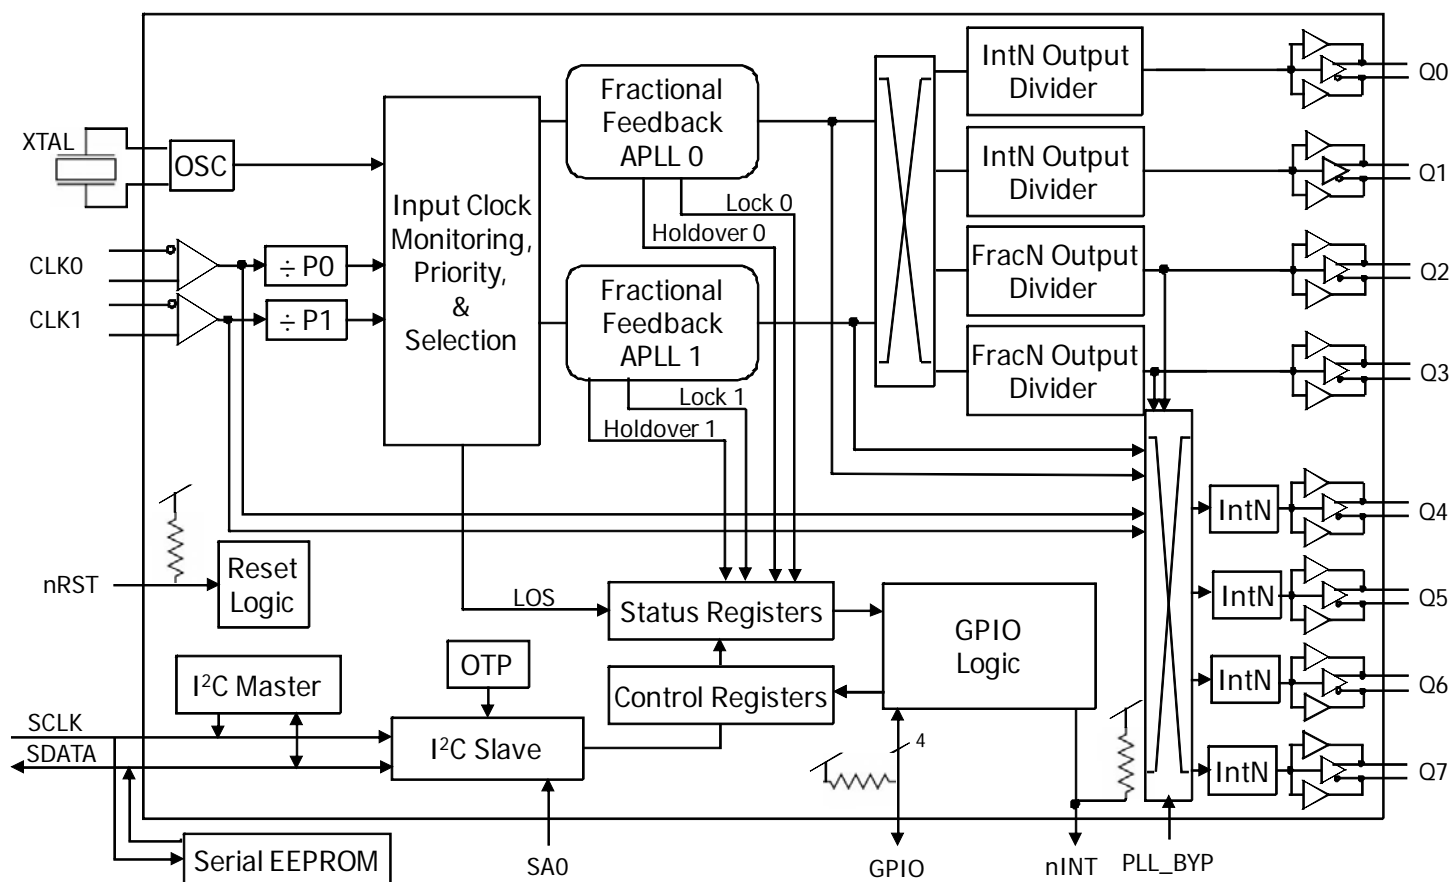 XTAL
OSC
CLK0
CLK1
÷ P0
÷ P1
Input Clock
Monitoring,
Priority,
&
Selection
Fractional
Feedback
APLL 0
Lock 0
Holdover 0
Fractional
Feedback
APLL 1
Lock 1
Holdover 1
IntN Output
Divider
IntN Output
Divider
FracN Output
Divider
FracN Output
Divider
Q0
Q1
Q2
Q3
IntN
Q4
IntN
Q5
IntN
Q6
IntN
Q7
nRST
Reset
Logic
LOS
Status Registers
GPIO
Logic
OTP
Control Registers
I²C Master
SCLK
SDATA
I²C Slave
4
Serial EEPROM
SA0
GPIO
nINT
PLL_BYP